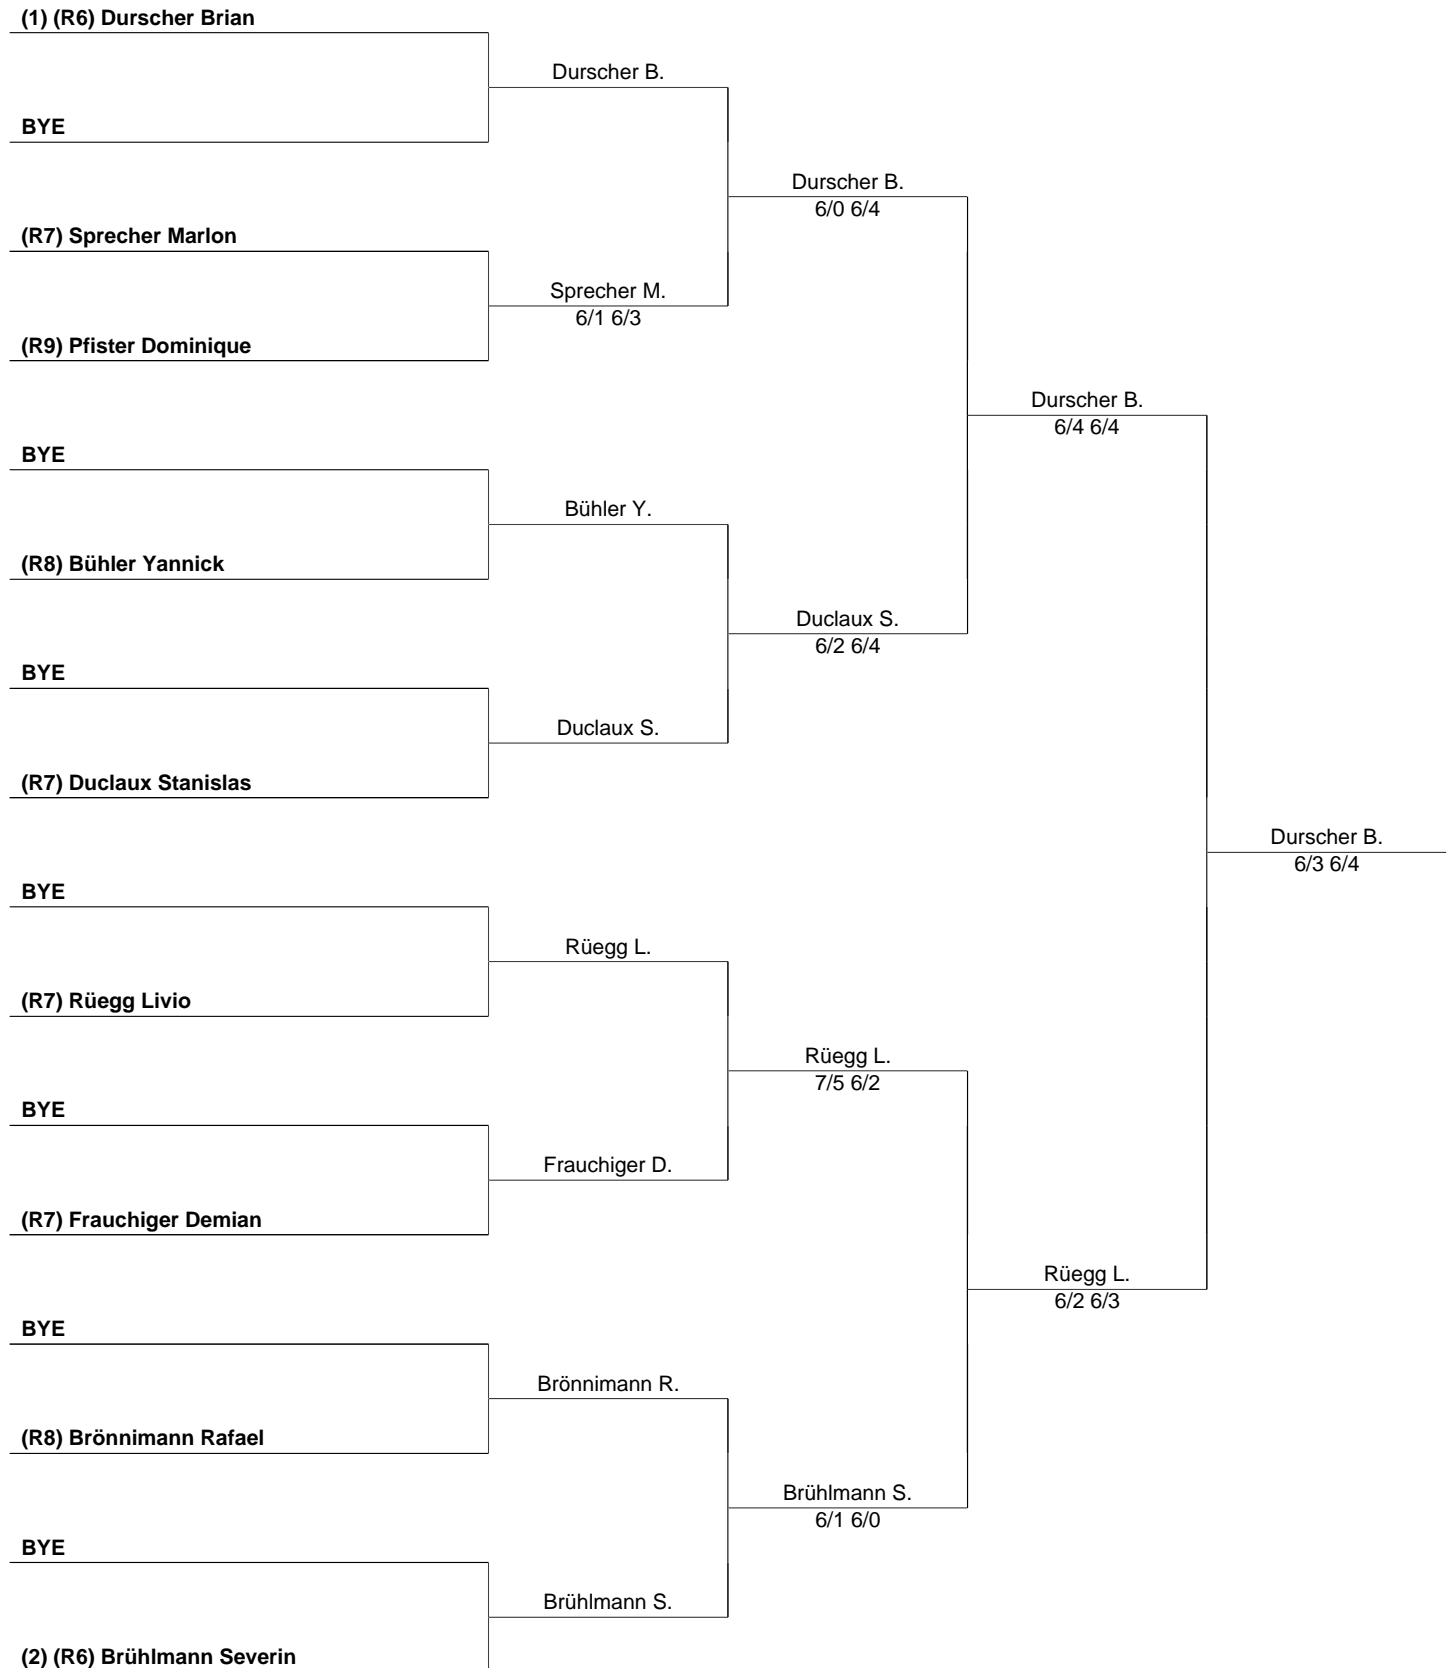 (1) (R6) Durscher Brian
Durscher B.
BYE
Durscher B.
6/0 6/4
(R7) Sprecher Marlon
Sprecher M.
6/1 6/3
(R9) Pfister Dominique
Durscher B.
6/4 6/4
BYE
Bühler Y.
(R8) Bühler Yannick
Duclaux S.
6/2 6/4
BYE
Duclaux S.
(R7) Duclaux Stanislas
Durscher B.
6/3 6/4
BYE
Rüegg L.
(R7) Rüegg Livio
Rüegg L.
7/5 6/2
BYE
Frauchiger D.
(R7) Frauchiger Demian
Rüegg L.
6/2 6/3
BYE
Brönnimann R.
(R8) Brönnimann Rafael
Brühlmann S.
6/1 6/0
BYE
Brühlmann S.
(2) (R6) Brühlmann Severin